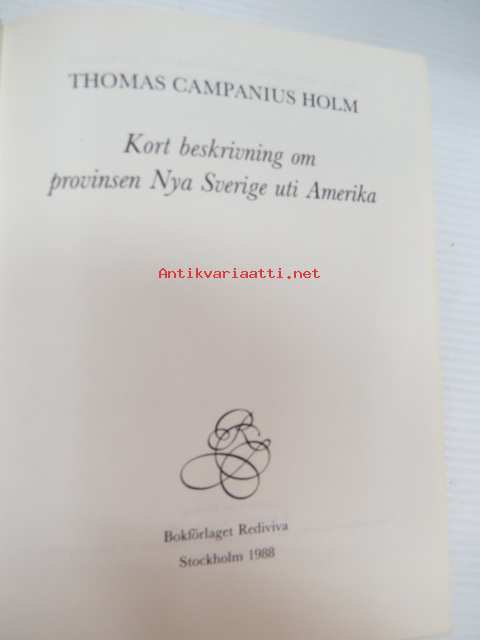 THOMAS CAMPANIUS HOLM
Kort beskrivning om
provinsen Nya Sverige uti Amerika
Antikvariaatti.net
Bokförlaget Rediviva
Stockholm 1988